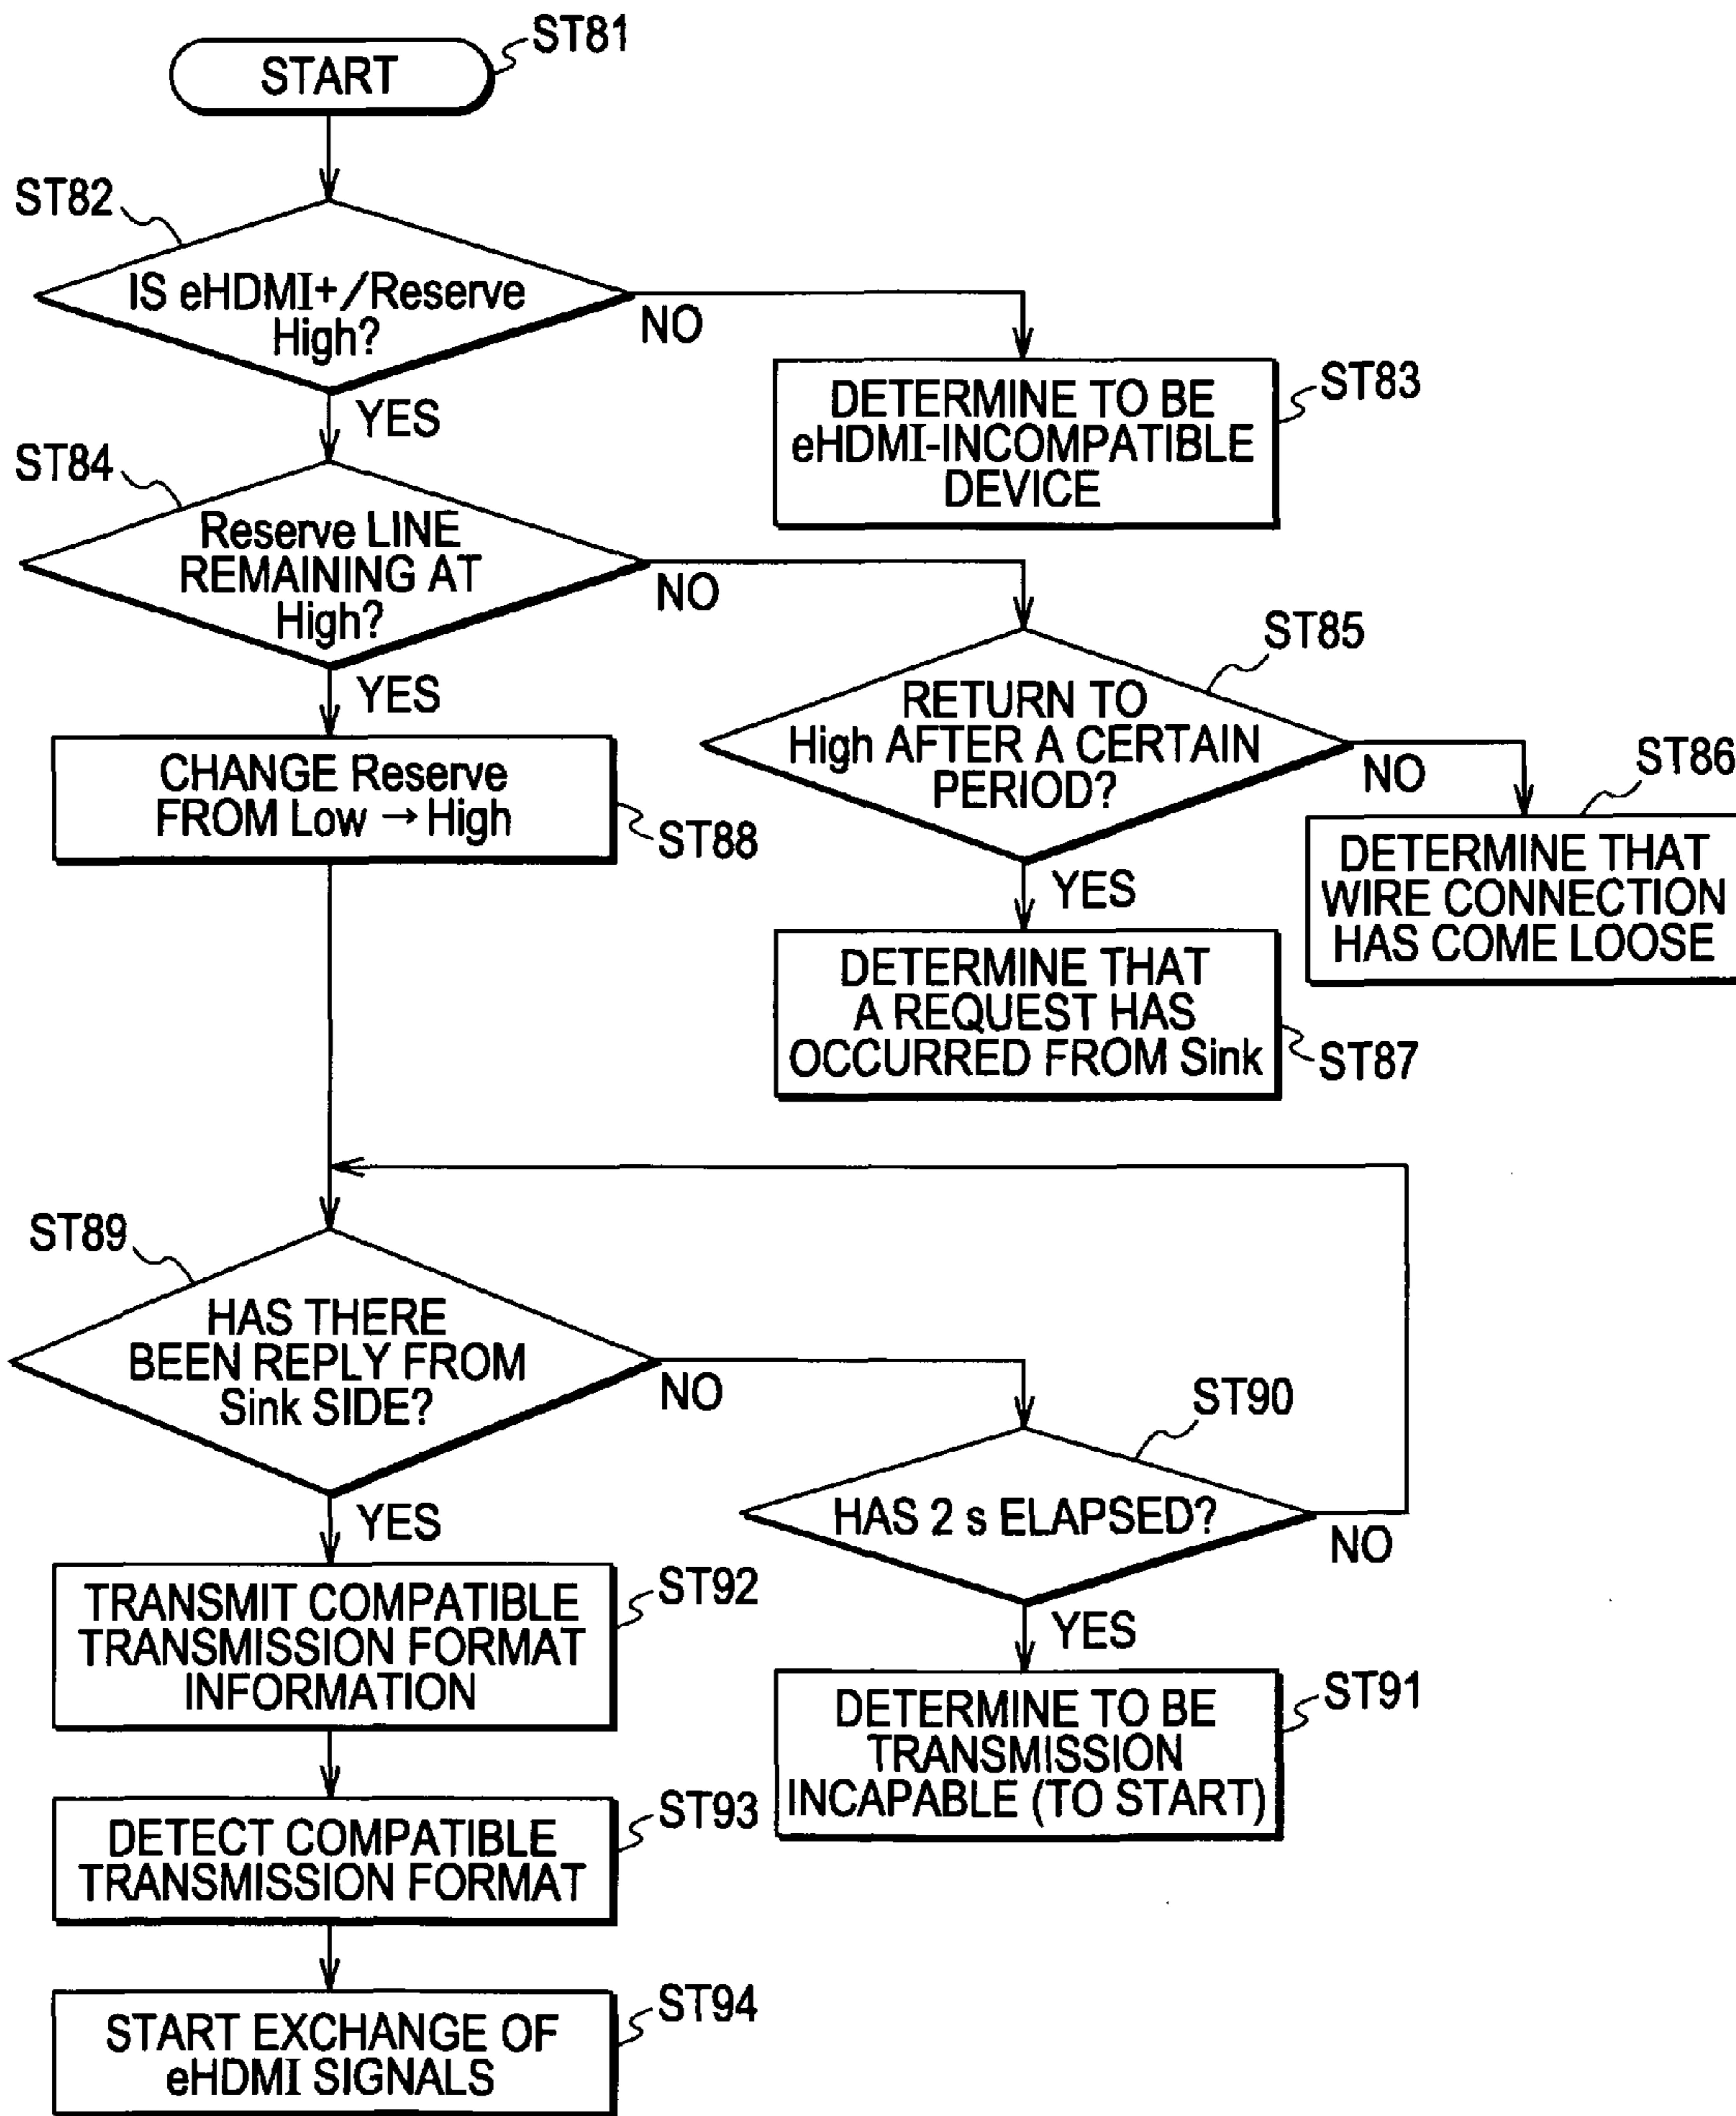 START
ST81
ST82
IS eHDMI+/Reserve
High?
NO
YES
DETERMINE TO BE
eHDMI-INCOMPATIBLE
DEVICE
ST83
ST84
Reserve LINE
REMAINING AT
High?
NO
YES
ST85
RETURN TO
High AFTER A CERTAIN
PERIOD?
NO
YES
ST86
DETERMINE THAT
WIRE CONNECTION
HAS COME LOOSE
DETERMINE THAT
A REQUEST HAS
OCCURRED FROM Sink
ST87
CHANGE Reserve
FROM Low → High
ST88
ST89
HAS THERE
BEEN REPLY FROM
Sink SIDE?
NO
YES
ST90
HAS 2 s ELAPSED?
NO
YES
DETERMINE TO BE
TRANSMISSION
INCAPABLE (TO START)
ST91
TRANSMIT COMPATIBLE
TRANSMISSION FORMAT
INFORMATION
ST92
DETECT COMPATIBLE
TRANSMISSION FORMAT
ST93
START EXCHANGE OF
eHDMI SIGNALS
ST94